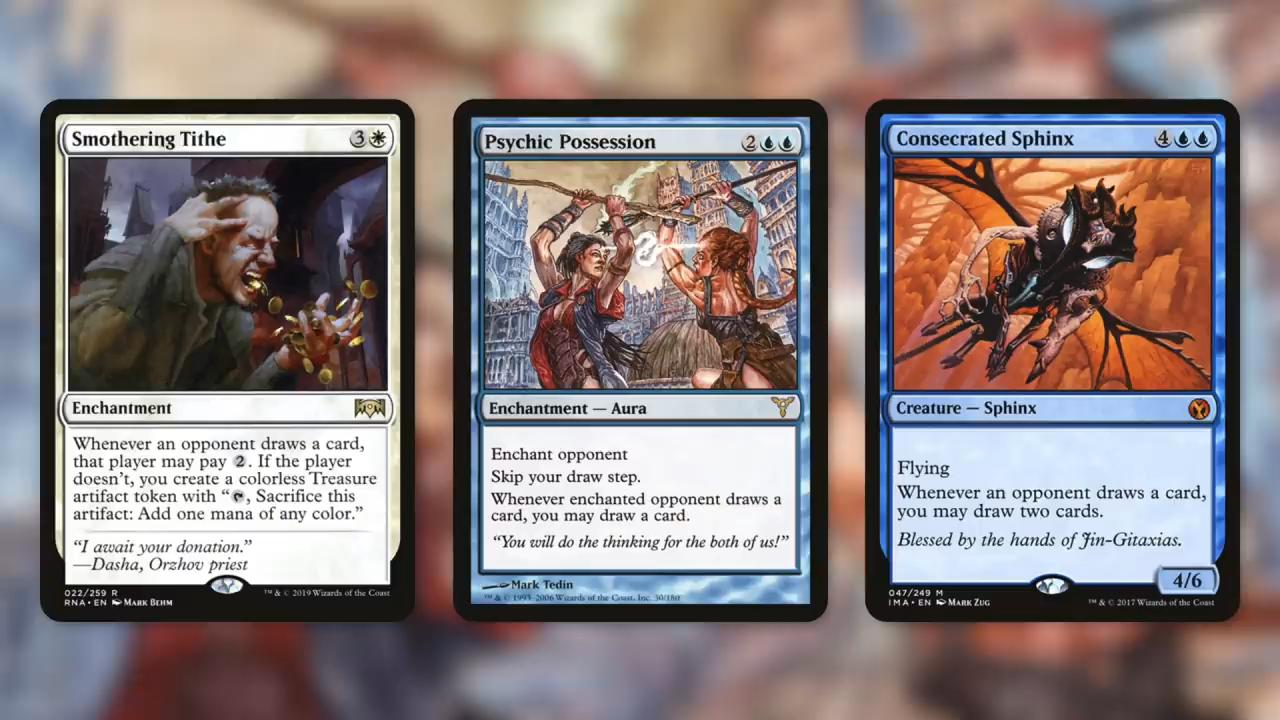 Smothering Tithe 3
Enchantment
Whenever an opponent draws a card,
that player may pay 2. If the player
doesn't, you create a colorless Treasure
artifact token with “, Sacrifice this
artifact: Add one mana of any color.”
“I await your donation.”
—Dasha, Orzhov priest
022/259 R
RNA • EN Mark Behm
™ & © 2019 Wizards of the Coast
Psychic Possession 2
Enchantment — Aura
Enchant opponent
Skip your draw step.
Whenever enchanted opponent draws a
card, you may draw a card.
“You will do the thinking for the both of us!”
Mark Tedin
™ & © 1993–2006 Wizards of the Coast, Inc. 30/180
Consecrated Sphinx 4
Creature — Sphinx
Flying
Whenever an opponent draws a card,
you may draw two cards.
Blessed by the hands of Jin-Gitaxias.
4/6
047/249 M
IMA • EN Mark Zug
™ & © 2017 Wizards of the Coast